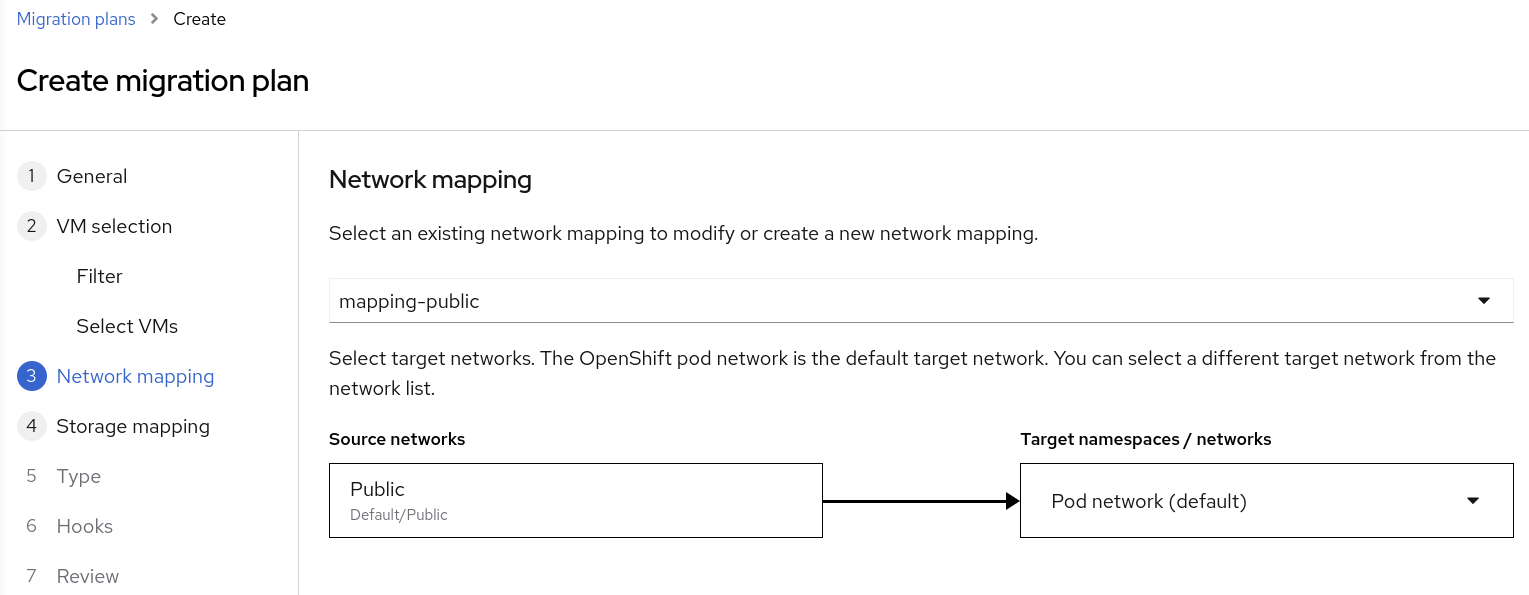 Migration plans > Create
Create migration plan
1 General
2 VM selection
Filter
Select VMs
3 Network mapping
4 Storage mapping
5 Type
6 Hooks
7 Review
Network mapping
Select an existing network mapping to modify or create a new network mapping.
mapping-public
Select target networks. The OpenShift pod network is the default target network. You can select a different target network from the
network list.
Source networks
Public
Default/Public
Target namespaces / networks
Pod network (default)